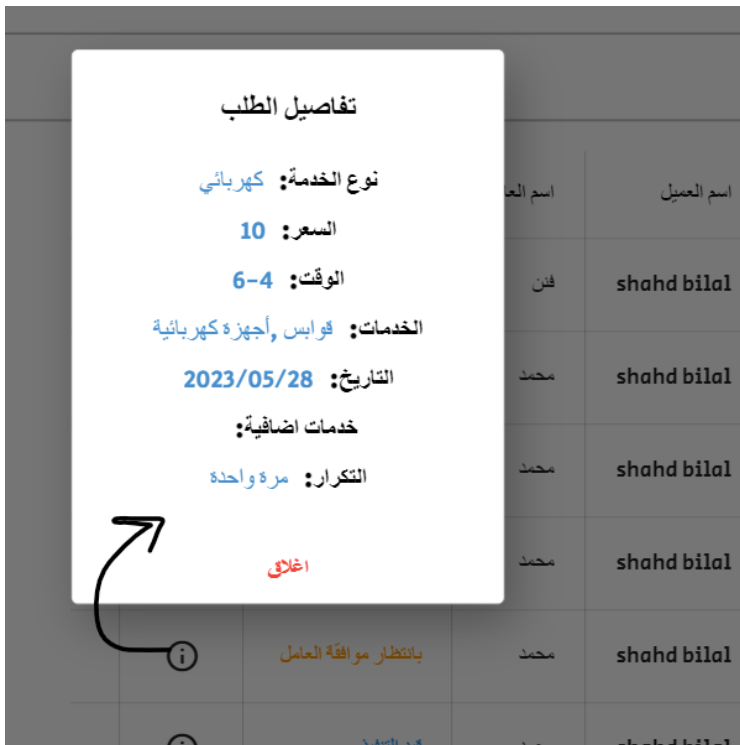 تفاصيل الطلب
نوع الخدمة: كهربائي
السعر: 10
الوقت: 4-6
الخدمات: قوابس ,أجهزة كهربائية
التاريخ: 2023/05/28
خدمات اضافية:
التكرار: مرة واحدة
اغلاق
اسم العميل اسم
shahd bilal فنن
shahd bilal محمد
shahd bilal محمد
shahd bilal محمد
shahd bilal محمد بانتظار موافقة العامل
shahd bilal